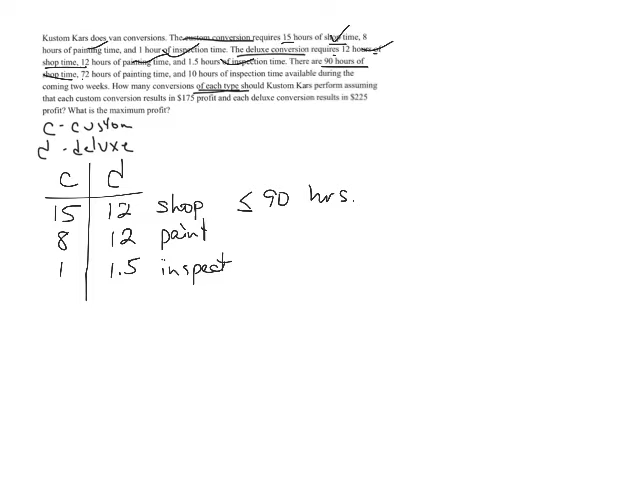 Kustom Kars does van conversions. The custom conversion requires 15 hours of shop time, 8
hours of painting time, and 1 hour of inspection time. The deluxe conversion requires 12 hours of
shop time, 12 hours of painting time, and 1.5 hours of inspection time. There are 90 hours of
shop time, 72 hours of painting time, and 10 hours of inspection time available during the
coming two weeks. How many conversions of each type should Kustom Kars perform assuming
that each custom conversion results in $175 profit and each deluxe conversion results in $225
profit? What is the maximum profit?
c - custom
d - deluxe
c d
15 12 shop ≤ 90 hrs.
8 12 paint
1 1.5 inspect